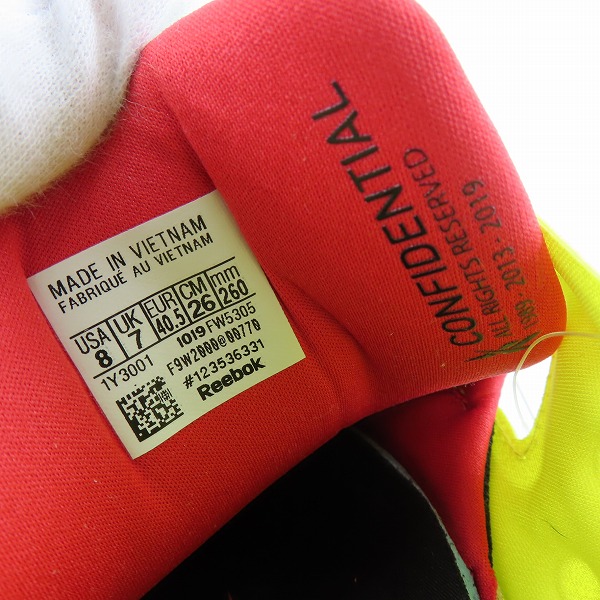 MADE IN VIETNAM
FABRIQUÉ AU VIETNAM
USA UK EUR CM mm
8 7 40.5 26 260
1Y3001 1019 FW5305
F9W2000@00770
#123536331
Reebok
CONFIDENTIAL
ALL RIGHTS RESERVED
1989 2013 - 2019